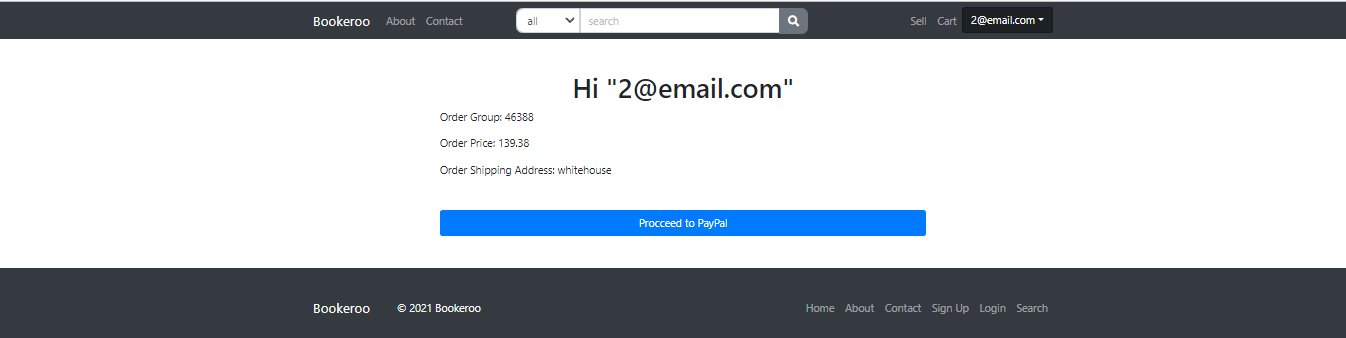 Bookeroo About Contact all search Sell Cart 2@email.com
Hi "2@email.com"
Order Group: 46388
Order Price: 139.38
Order Shipping Address: whitehouse
Procceed to PayPal
Bookeroo © 2021 Bookeroo Home About Contact Sign Up Login Search